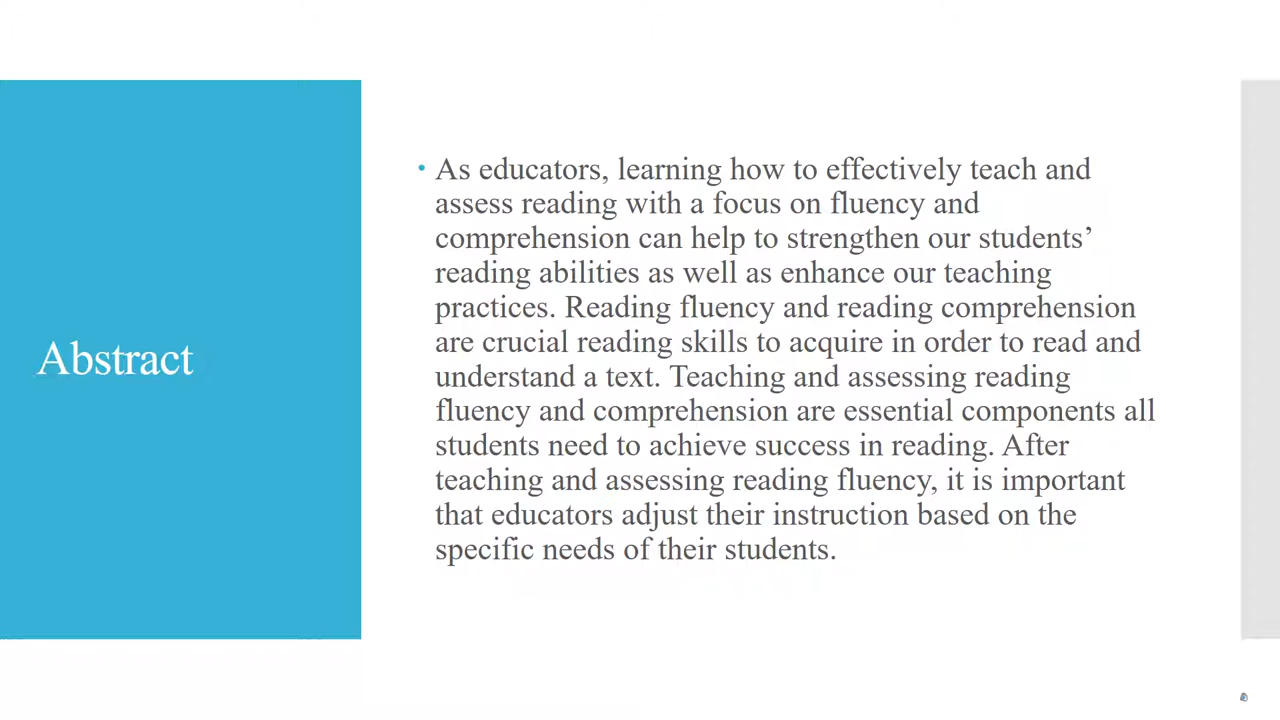 Abstract
As educators, learning how to effectively teach and
assess reading with a focus on fluency and
comprehension can help to strengthen our students’
reading abilities as well as enhance our teaching
practices. Reading fluency and reading comprehension
are crucial reading skills to acquire in order to read and
understand a text. Teaching and assessing reading
fluency and comprehension are essential components all
students need to achieve success in reading. After
teaching and assessing reading fluency, it is important
that educators adjust their instruction based on the
specific needs of their students.